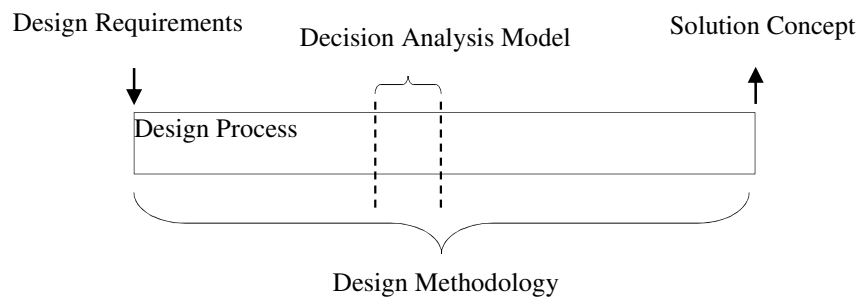 Design Requirements
Decision Analysis Model
Solution Concept
Design Process
Design Methodology